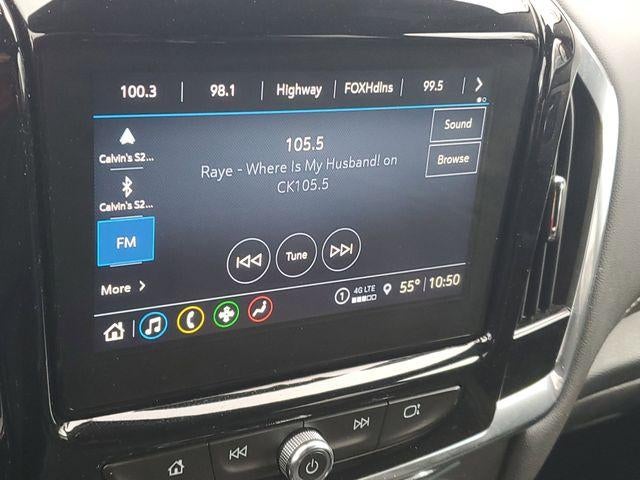 100.3 98.1 Highway FOXHdlns 99.5
Calvin's S2...
Calvin's S2...
FM
More
105.5
Raye - Where Is My Husband! on
CK105.5
Sound
Browse
Tune
1 4G LTE 55° 10:50